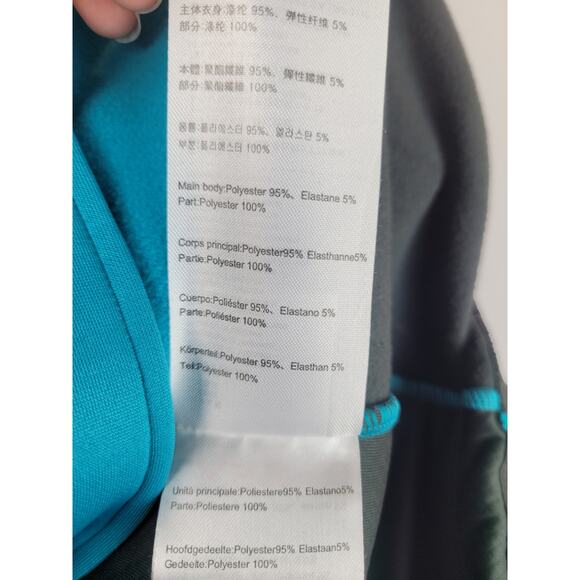 主体衣身:涤纶 95%、弹性纤维 5%
部分:涤纶 100%
本體:聚酯纖維 95%、彈性纖維 5%
部分:聚酯纖維 100%
몸통:폴리에스터 95%、엘라스탄 5%
부분:폴리에스터 100%
Main body:Polyester 95%、Elastane 5%
Part:Polyester 100%
Corps principal:Polyester95% Elasthanne5%
Partie:Polyester 100%
Cuerpo:Poliéster 95%、Elastano 5%
Parte:Poliéster 100%
Körperteil:Polyester 95%、Elasthan 5%
Teil:Polyester 100%
Unità principale:Poliestere95% Elastano5%
Parte:Poliestere 100%
Hoofdgedeelte:Polyester95% Elastaan5%
Gedeelte:Polyester 100%